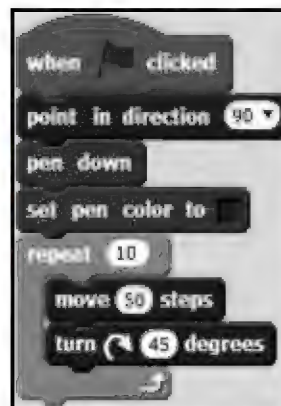 when clicked
point in direction 90
pen down
set pen color to
repeat 10
move 50 steps
turn 45 degrees